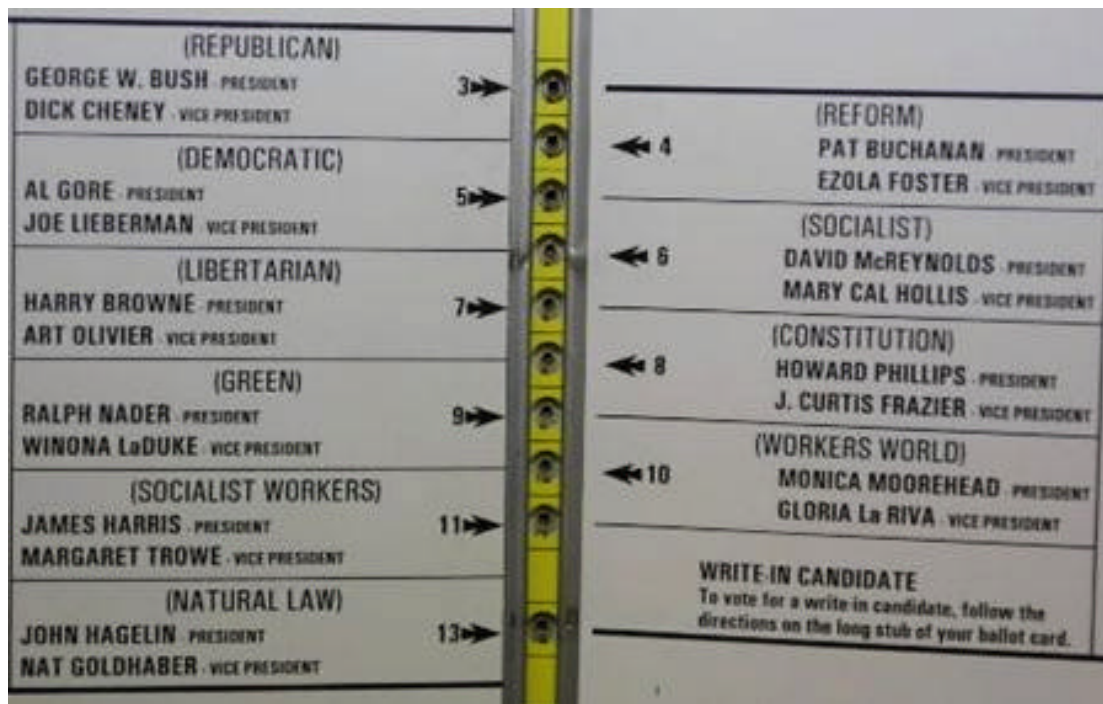 (REPUBLICAN)
GEORGE W. BUSH - PRESIDENT
DICK CHENEY - VICE PRESIDENT
3
(DEMOCRATIC)
AL GORE - PRESIDENT
JOE LIEBERMAN - VICE PRESIDENT
5
(LIBERTARIAN)
HARRY BROWNE - PRESIDENT
ART OLIVIER - VICE PRESIDENT
7
(GREEN)
RALPH NADER - PRESIDENT
WINONA LaDUKE - VICE PRESIDENT
9
(SOCIALIST WORKERS)
JAMES HARRIS - PRESIDENT
MARGARET TROWE - VICE PRESIDENT
11
(NATURAL LAW)
JOHN HAGELIN - PRESIDENT
NAT GOLDHABER - VICE PRESIDENT
13
(REFORM)
4
PAT BUCHANAN - PRESIDENT
EZOLA FOSTER - VICE PRESIDENT
(SOCIALIST)
6
DAVID McREYNOLDS - PRESIDENT
MARY CAL HOLLIS - VICE PRESIDENT
(CONSTITUTION)
8
HOWARD PHILLIPS - PRESIDENT
J. CURTIS FRAZIER - VICE PRESIDENT
(WORKERS WORLD)
10
MONICA MOOREHEAD - PRESIDENT
GLORIA La RIVA - VICE PRESIDENT
WRITE-IN CANDIDATE
To vote for a write-in candidate, follow the
directions on the long stub of your ballot card.